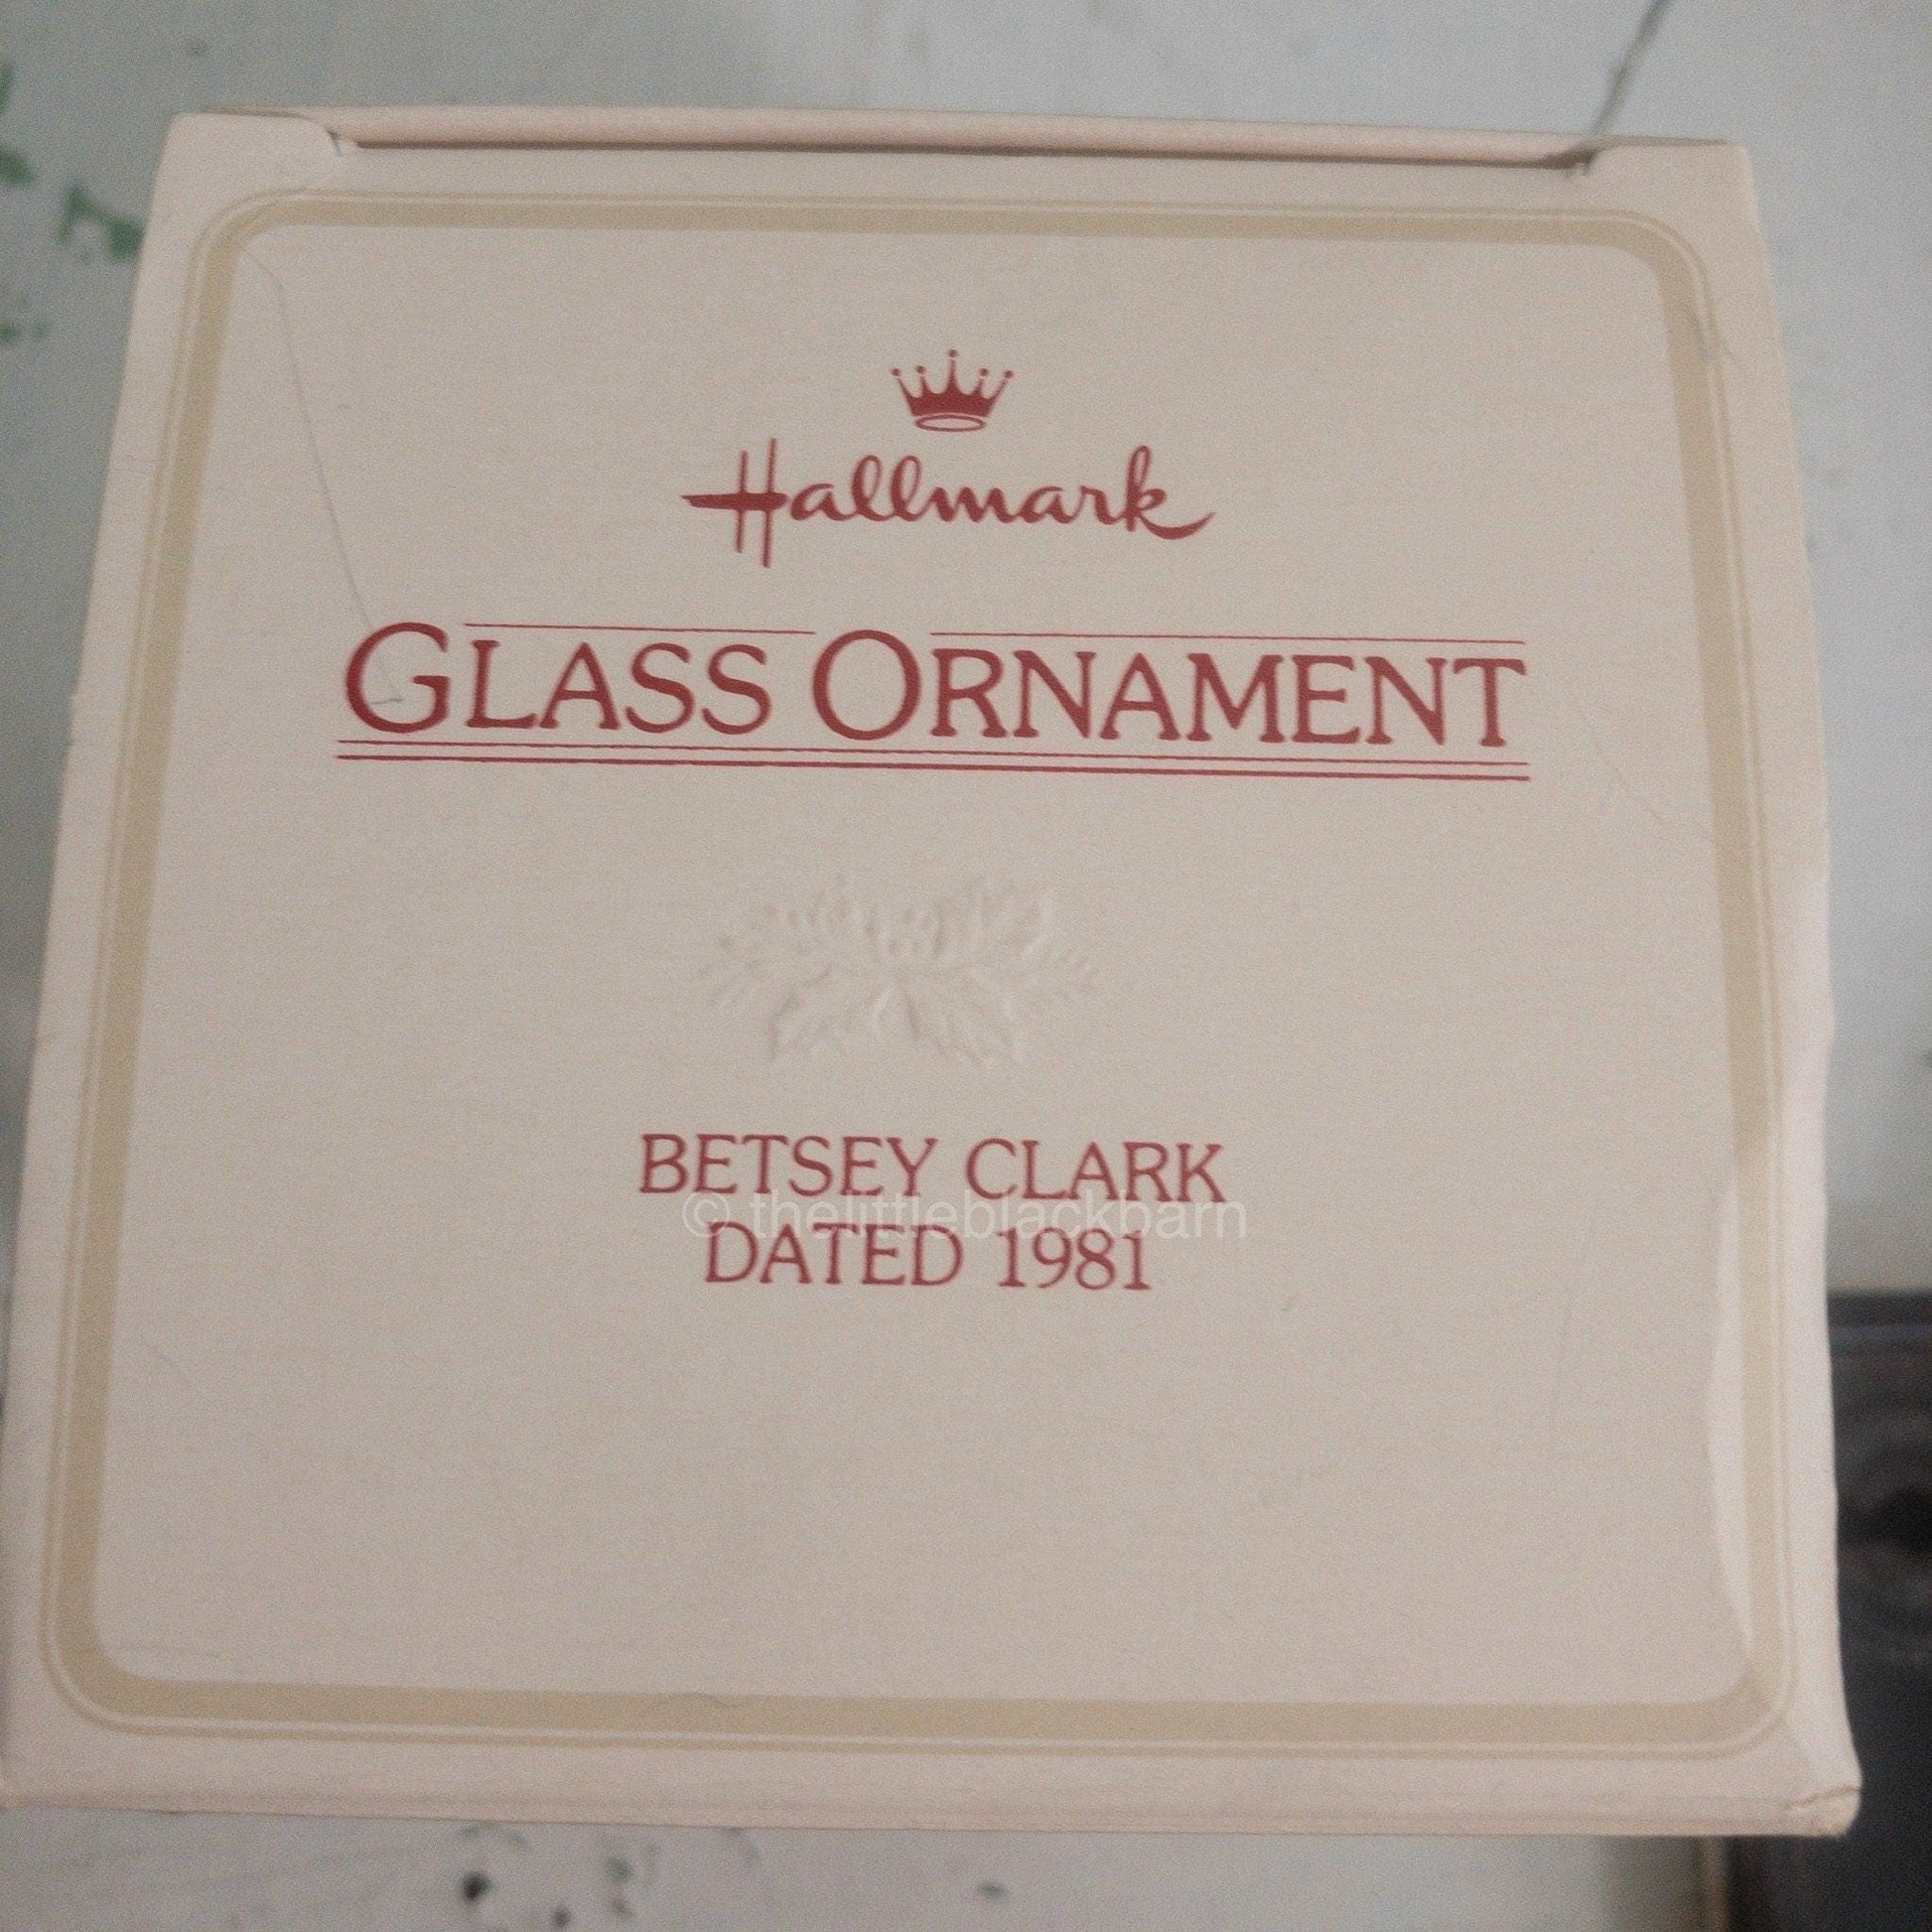 Hallmark
GLASS ORNAMENT
BETSEY CLARK
© thelittleblackbarn
DATED 1981